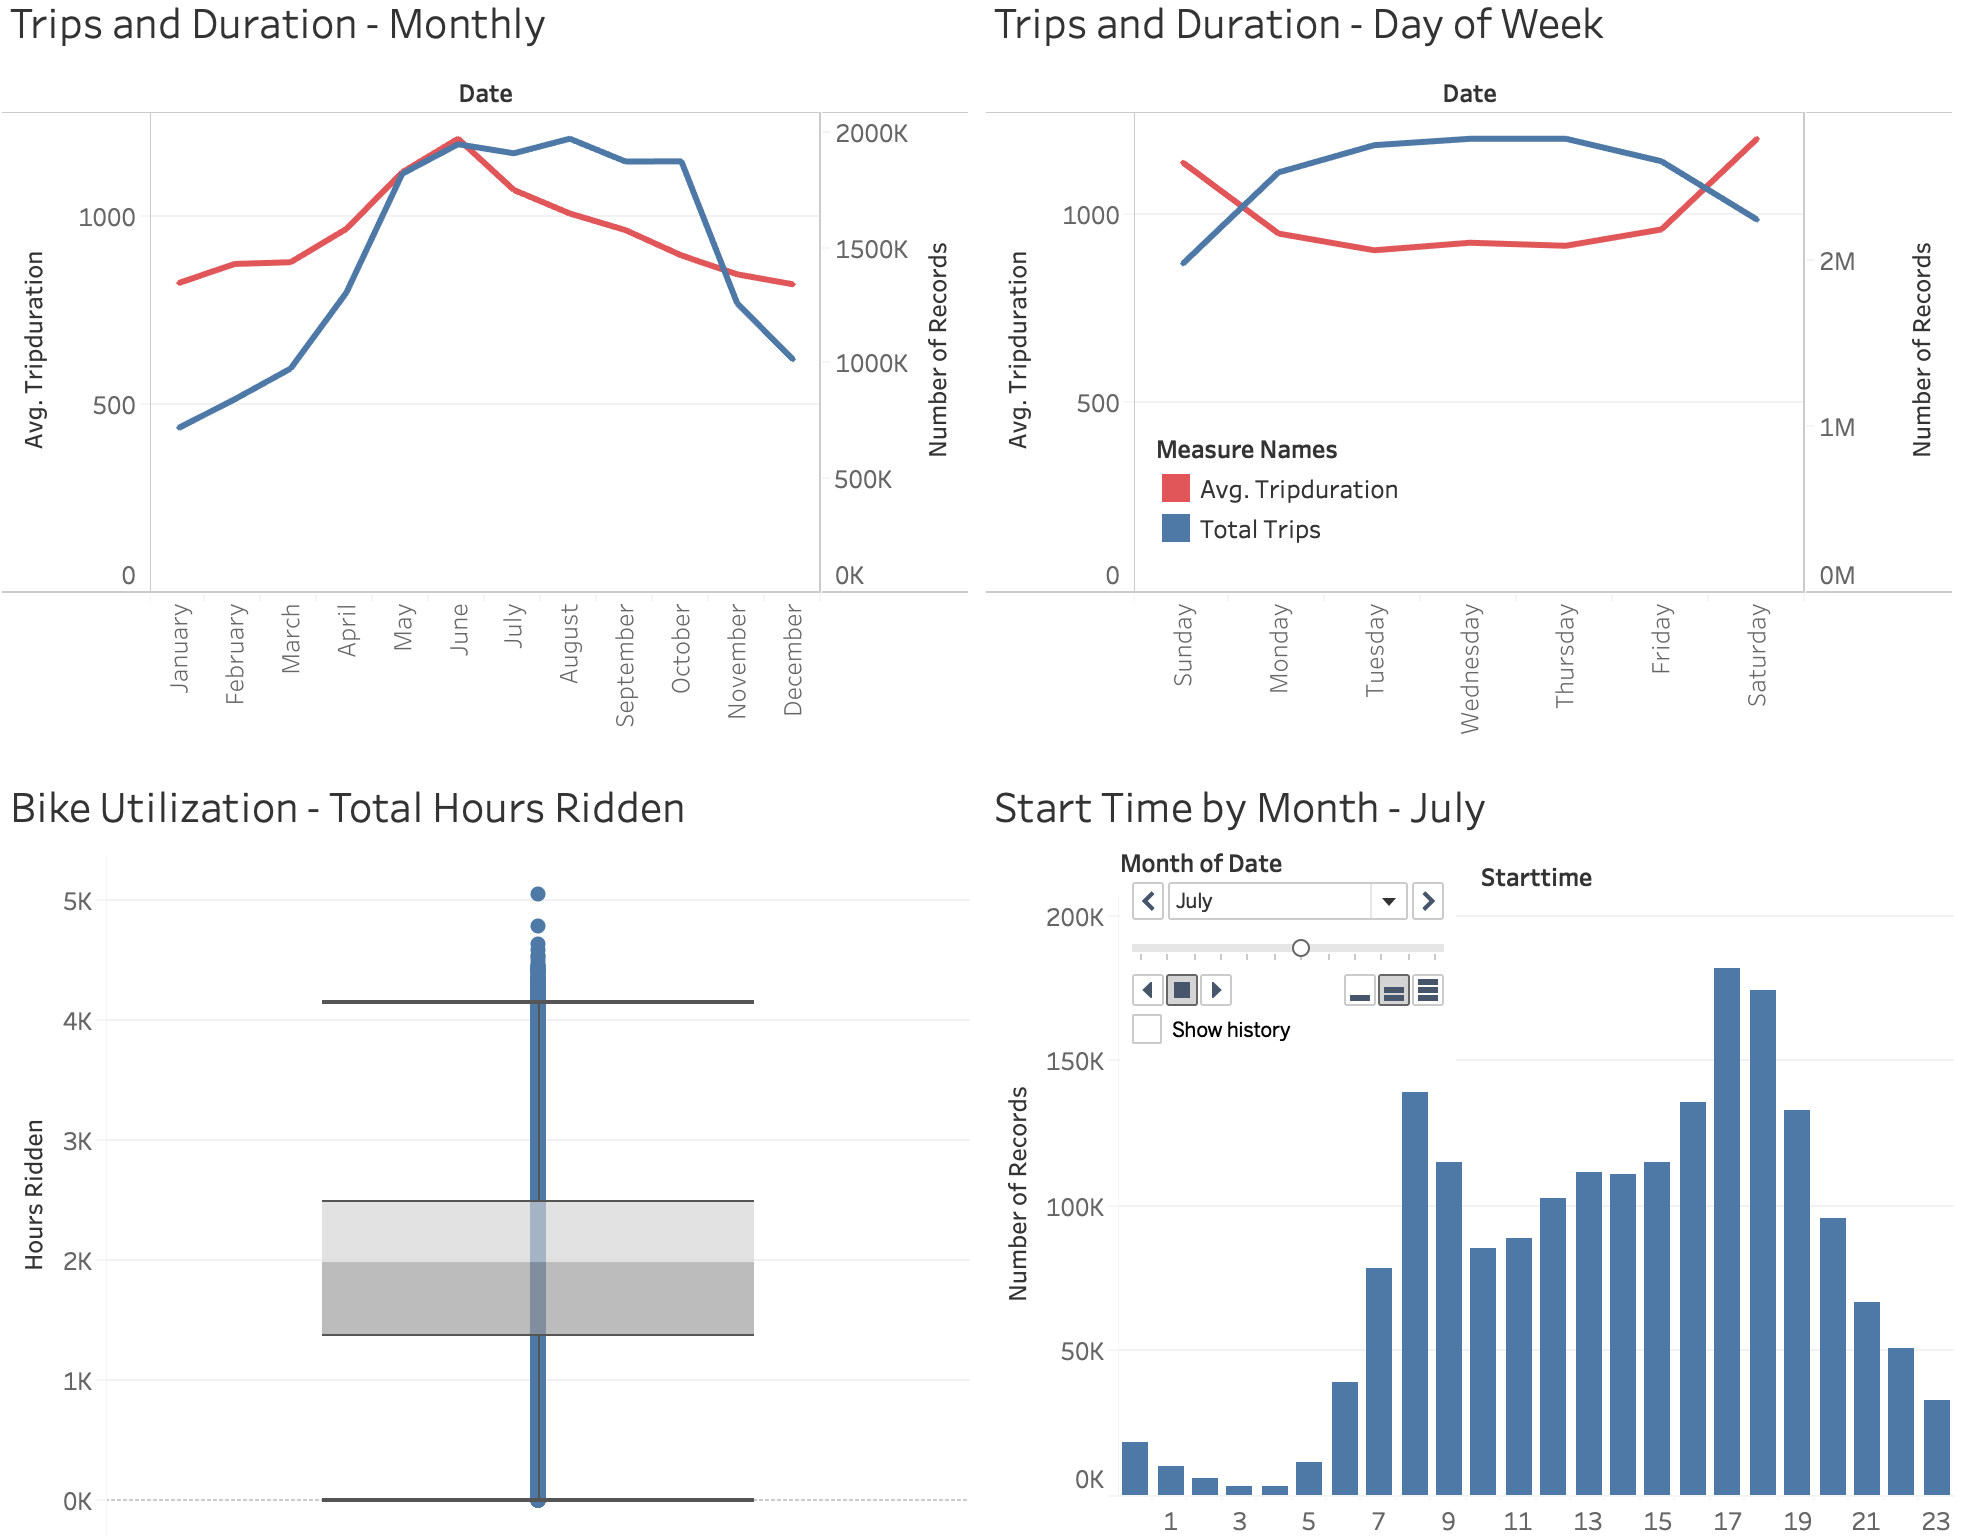 Trips and Duration - Monthly
Date
Avg. Tripduration
1000
500
0
2000K
1500K
1000K
500K
0K
Number of Records
January
February
March
April
May
June
July
August
September
October
November
December
Trips and Duration - Day of Week
Date
Avg. Tripduration
1000
500
0
Measure Names
Avg. Tripduration
Total Trips
2M
1M
0M
Number of Records
Sunday
Monday
Tuesday
Wednesday
Thursday
Friday
Saturday
Bike Utilization - Total Hours Ridden
Hours Ridden
5K
4K
3K
2K
1K
0K
Start Time by Month - July
Month of Date
July
Show history
Starttime
Number of Records
200K
150K
100K
50K
0K
1 3 5 7 9 11 13 15 17 19 21 23